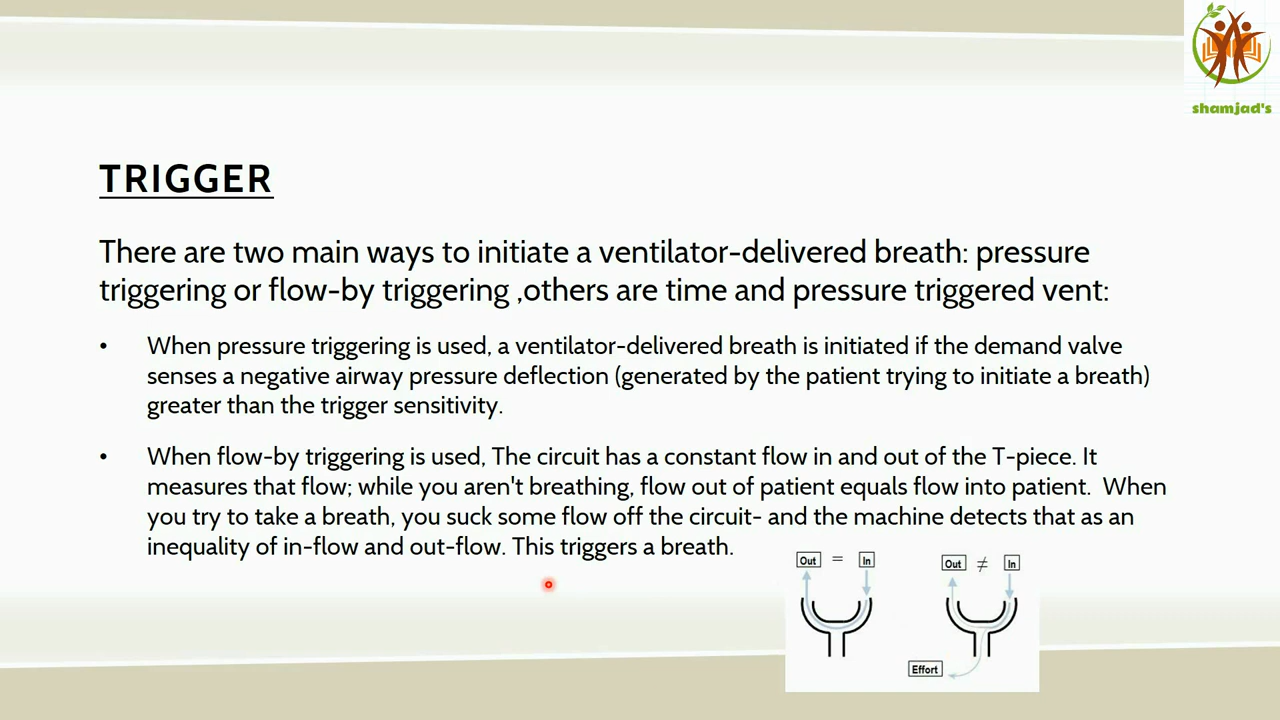 shamjad's
TRIGGER
There are two main ways to initiate a ventilator-delivered breath: pressure
triggering or flow-by triggering ,others are time and pressure triggered vent:
• When pressure triggering is used, a ventilator-delivered breath is initiated if the demand valve
senses a negative airway pressure deflection (generated by the patient trying to initiate a breath)
greater than the trigger sensitivity.
• When flow-by triggering is used, The circuit has a constant flow in and out of the T-piece. It
measures that flow; while you aren't breathing, flow out of patient equals flow into patient.  When
you try to take a breath, you suck some flow off the circuit- and the machine detects that as an
inequality of in-flow and out-flow. This triggers a breath.
Out = In
Out ≠ In
Effort